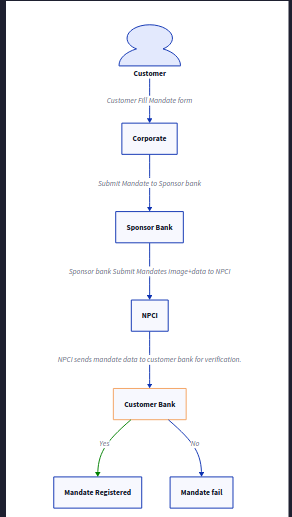 Customer
Customer Fill Mandate form
Corporate
Submit Mandate to Sponsor bank
Sponsor Bank
Sponsor bank Submit Mandates image+data to NPCI
NPCI
NPCI sends mandate data to customer bank for verification.
Customer Bank
Yes
No
Mandate Registered
Mandate fail